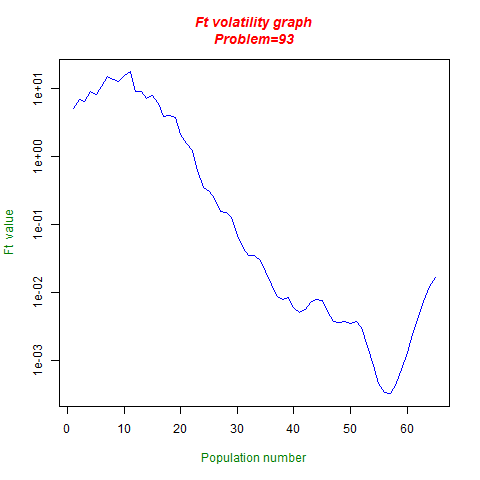 Ft volatility graph
Problem=93
1e+01
1e+00
1e-01
1e-02
1e-03
Ft value
0 10 20 30 40 50 60
Population number